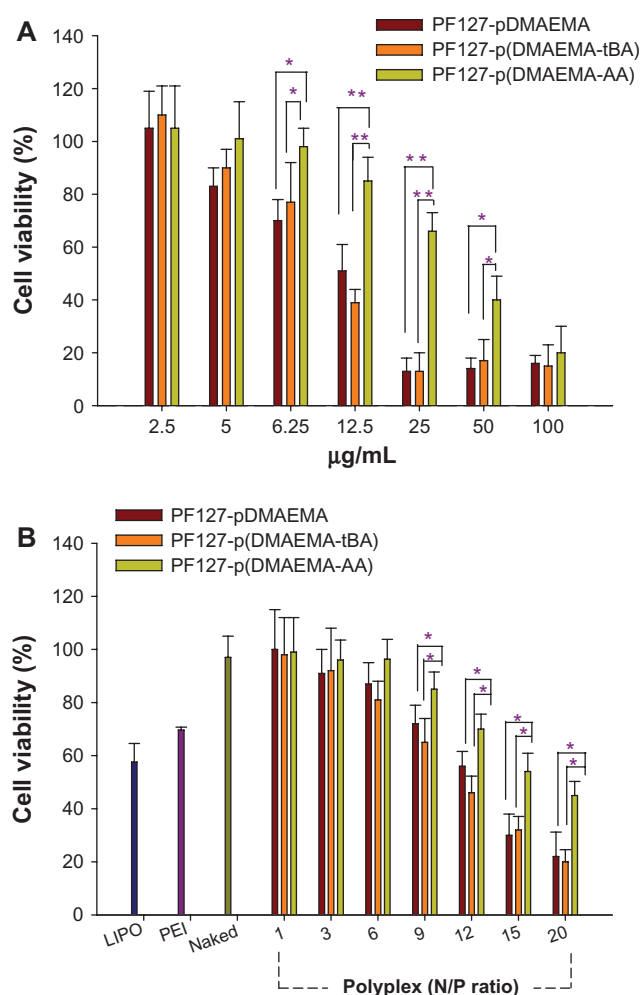 A
PF127-pDMAEMA
PF127-p(DMAEMA-tBA)
PF127-p(DMAEMA-AA)
Cell viability (%)
140
120
100
80
60
40
20
0
*
*
**
**
**
**
*
*
2.5 5 6.25 12.5 25 50 100
µg/mL
B
PF127-pDMAEMA
PF127-p(DMAEMA-tBA)
PF127-p(DMAEMA-AA)
Cell viability (%)
140
120
100
80
60
40
20
0
*
*
*
*
*
*
*
*
LIPO PEI Naked 1 3 6 9 12 15 20
Polyplex (N/P ratio)